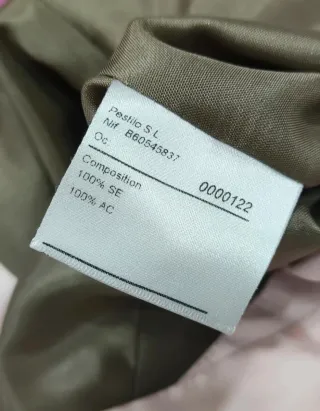 Pestilo S L
Nif B60545837
Oc
0000122
Composition
100% SE
100% AC